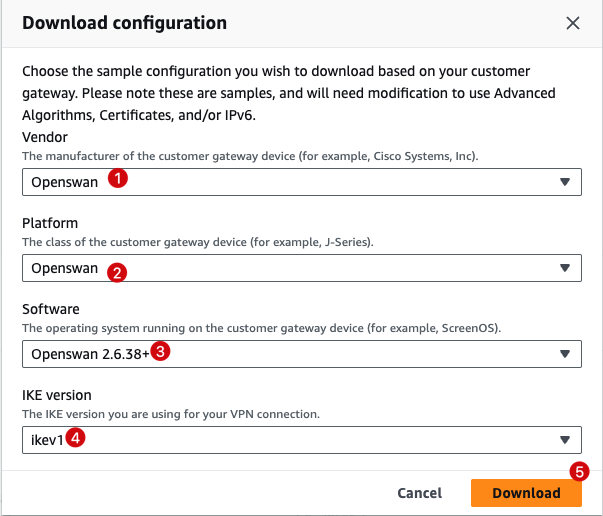 Download configuration
Choose the sample configuration you wish to download based on your customer
gateway. Please note these are samples, and will need modification to use Advanced
Algorithms, Certificates, and/or IPv6.
Vendor
The manufacturer of the customer gateway device (for example, Cisco Systems, Inc).
Openswan 1
Platform
The class of the customer gateway device (for example, J-Series).
Openswan 2
Software
The operating system running on the customer gateway device (for example, ScreenOS).
Openswan 2.6.38+ 3
IKE version
The IKE version you are using for your VPN connection.
ikev1 4
5
Cancel Download